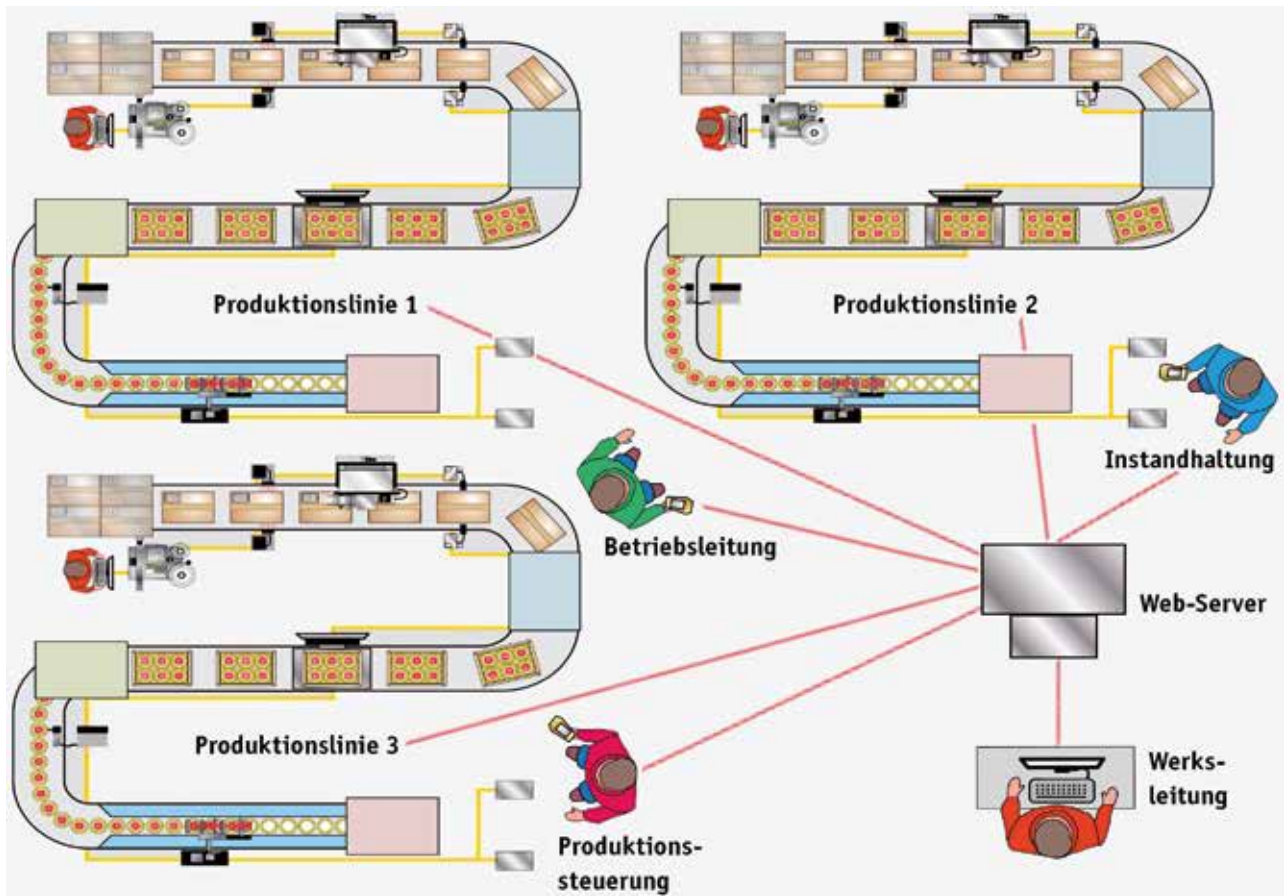 Produktionslinie 1
Produktionslinie 2
Instandhaltung
Betriebsleitung
Web-Server
Produktionslinie 3
Werks-
leitung
Produktions-
steuerung